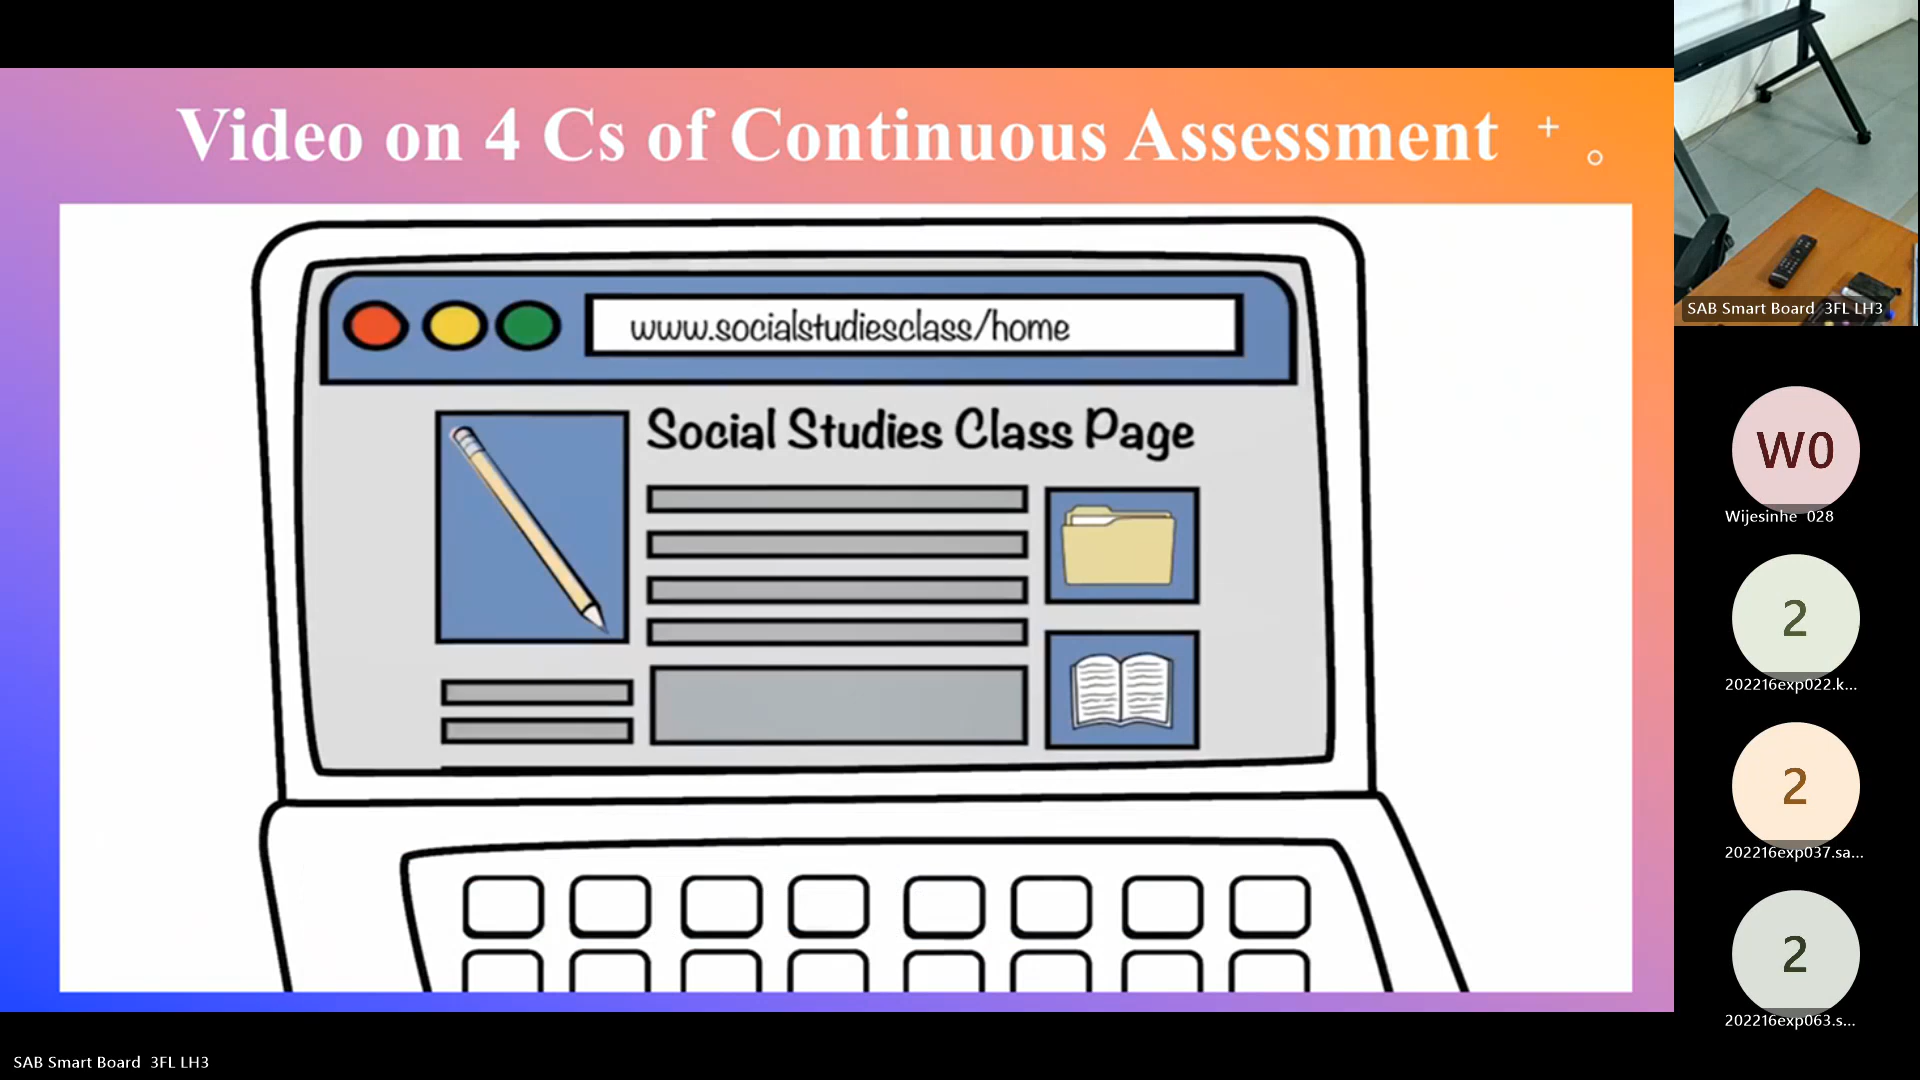 Video on 4 Cs of Continuous Assessment
www.socialstudiesclass/home
Social Studies Class Page
SAB Smart Board 3FL LH3
W0
Wijesinhe 028
2
202216exp022.k...
2
202216exp037.sa...
2
202216exp063.s...
SAB Smart Board 3FL LH3